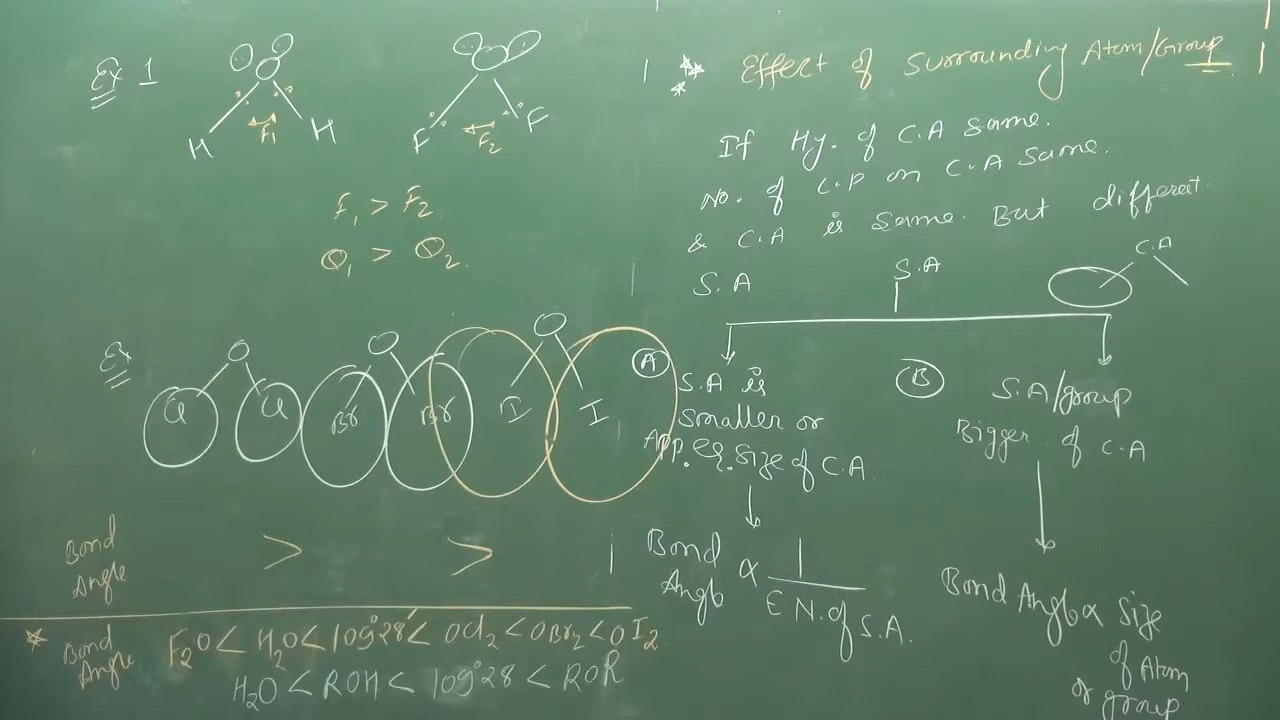 Ex 1
H H
F₁
F F
F₂
F₁ > F₂
θ₁ > θ₂
Ex
O O O
Cl Cl Br Br I I
Bond Angle > >
* Bond Angle F₂O < H₂O < 109°28' < OCl₂ < OBr₂ < OI₂
H₂O < ROH < 109°28 < ROR
** Effect of Surrounding Atom/Group
*
If Hy. of C.A same.
No. of L.P on C.A same.
& C.A is same. But different
S.A
S.A
C.A
(A) S.A is
smaller or
App. eq. size of C.A
Bond Angle ∝ 1 / E.N. of S.A.
(B) S.A/group
Bigger of C.A
Bond Angle ∝ Size
of Atom
or group